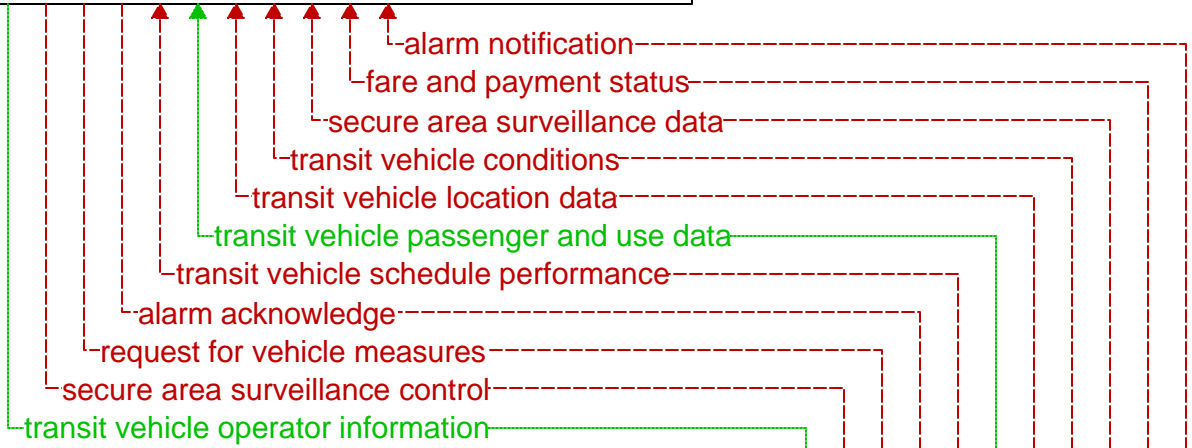 alarm notification
fare and payment status
secure area surveillance data
transit vehicle conditions
transit vehicle location data
transit vehicle passenger and use data
transit vehicle schedule performance
alarm acknowledge
request for vehicle measures
secure area surveillance control
transit vehicle operator information